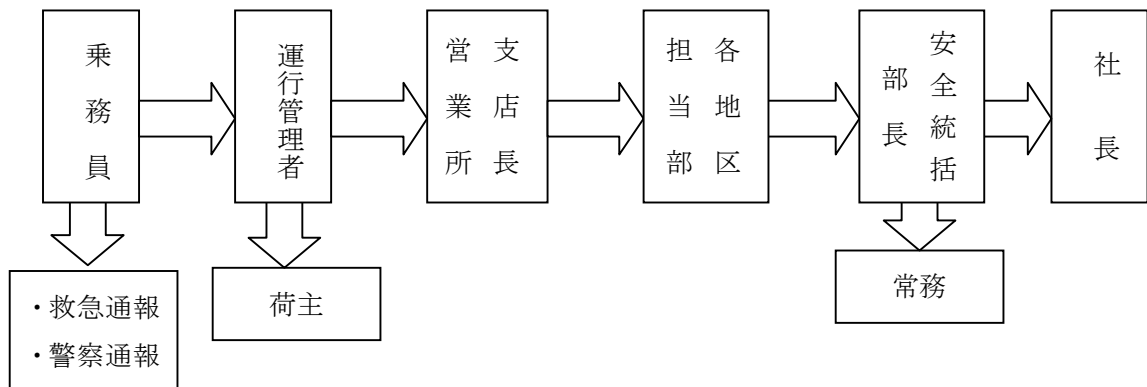 乗務員
運行管理者
支店長
営業所
各地区
担当部
安全統括
部長
社長
・救急通報
・警察通報
荷主
常務